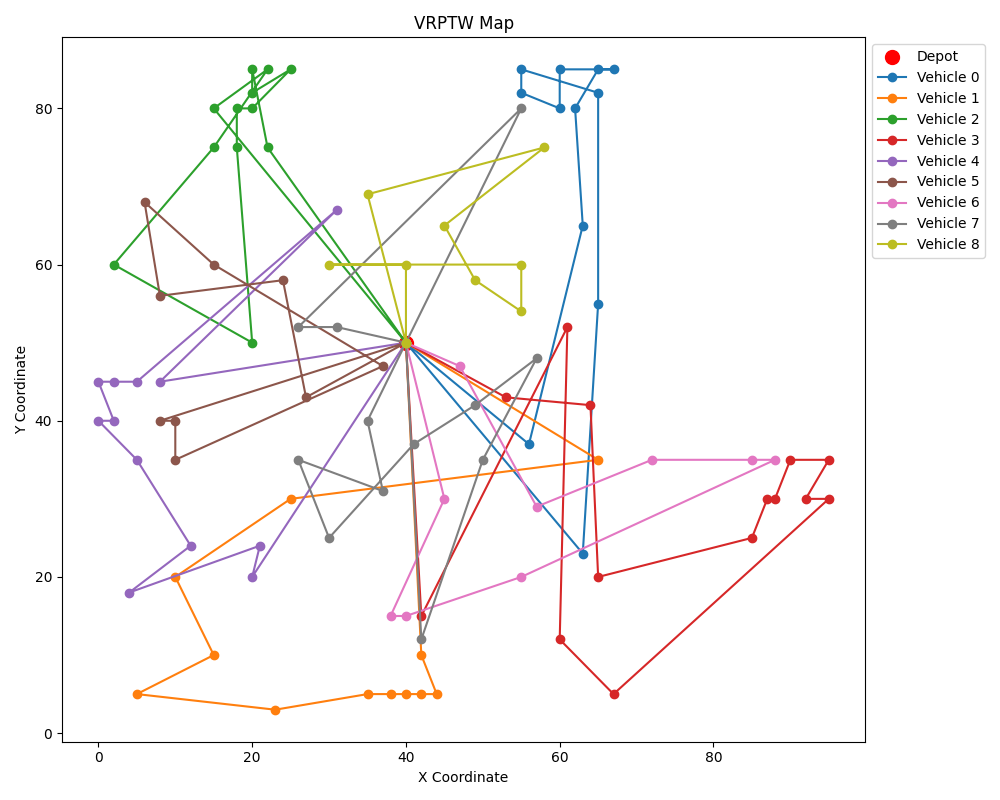 VRPTW Map
Depot
Vehicle 0
Vehicle 1
Vehicle 2
Vehicle 3
Vehicle 4
Vehicle 5
Vehicle 6
Vehicle 7
Vehicle 8
Y Coordinate
80
60
40
20
0
0 20 40 60 80
X Coordinate